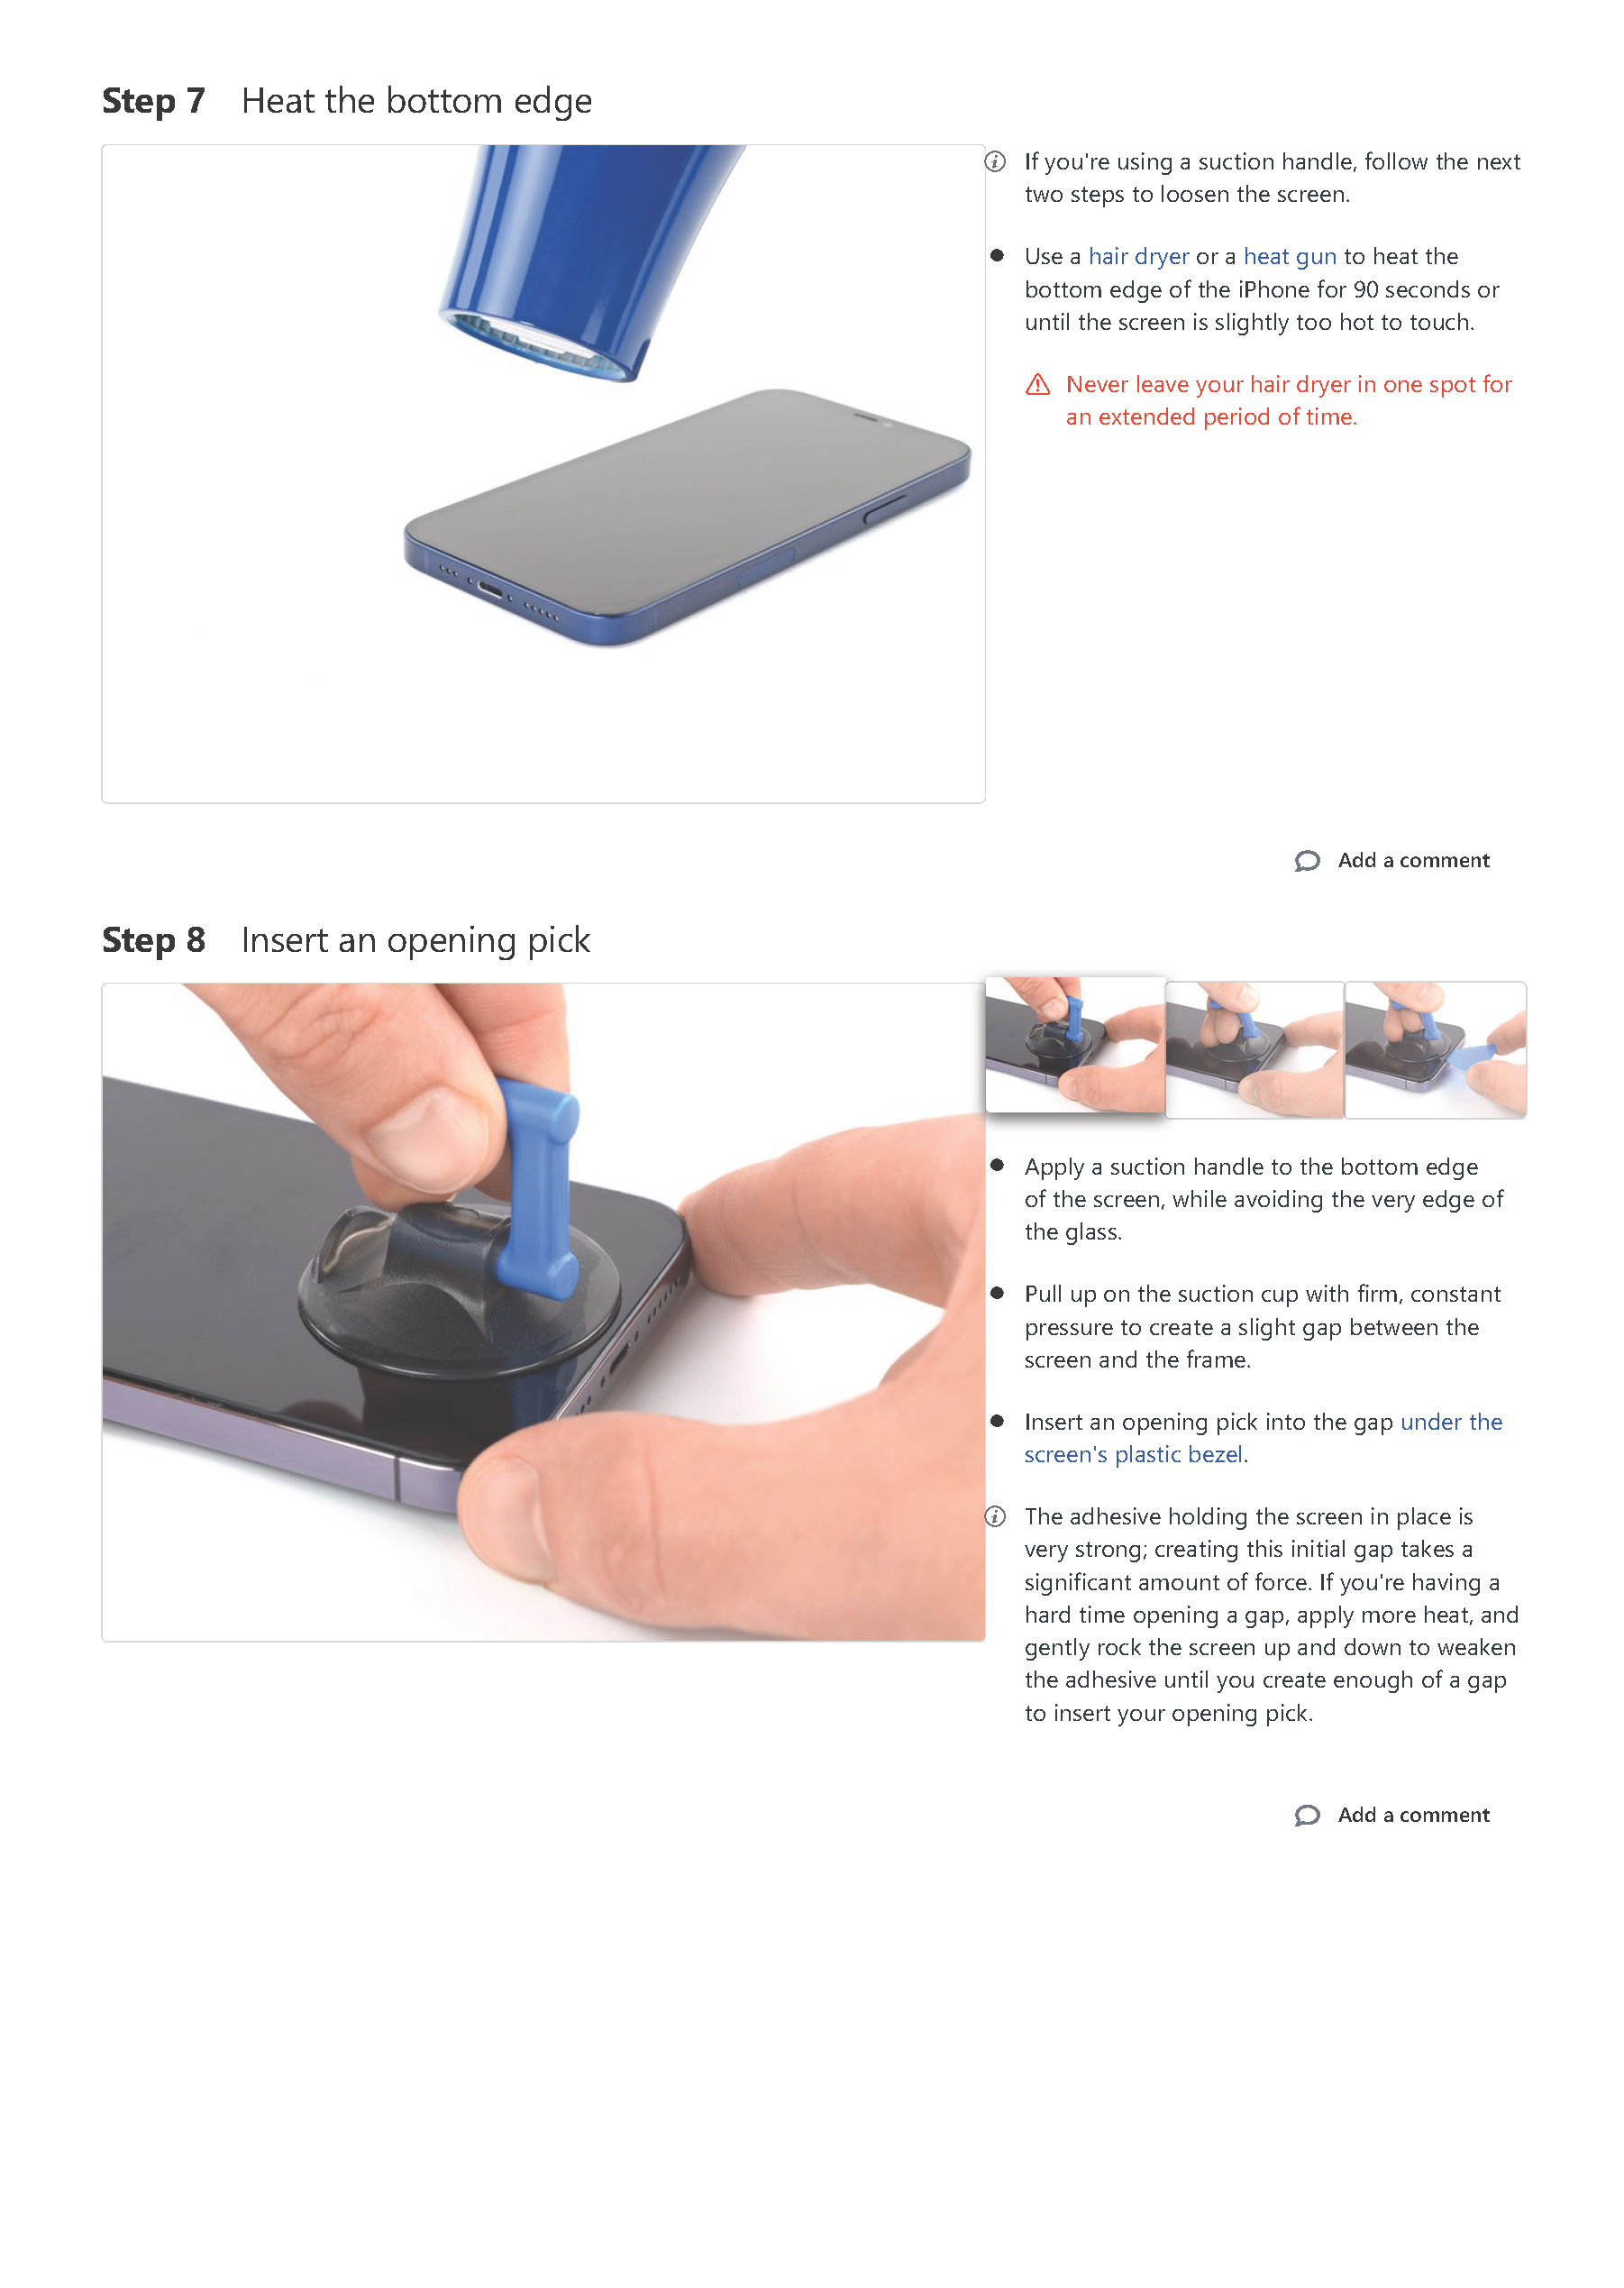 Step 7 Heat the bottom edge
If you're using a suction handle, follow the next
two steps to loosen the screen.
Use a hair dryer or a heat gun to heat the
bottom edge of the iPhone for 90 seconds or
until the screen is slightly too hot to touch.
Never leave your hair dryer in one spot for
an extended period of time.
Add a comment
Step 8 Insert an opening pick
Apply a suction handle to the bottom edge
of the screen, while avoiding the very edge of
the glass.
Pull up on the suction cup with firm, constant
pressure to create a slight gap between the
screen and the frame.
Insert an opening pick into the gap under the
screen's plastic bezel.
The adhesive holding the screen in place is
very strong; creating this initial gap takes a
significant amount of force. If you're having a
hard time opening a gap, apply more heat, and
gently rock the screen up and down to weaken
the adhesive until you create enough of a gap
to insert your opening pick.
Add a comment